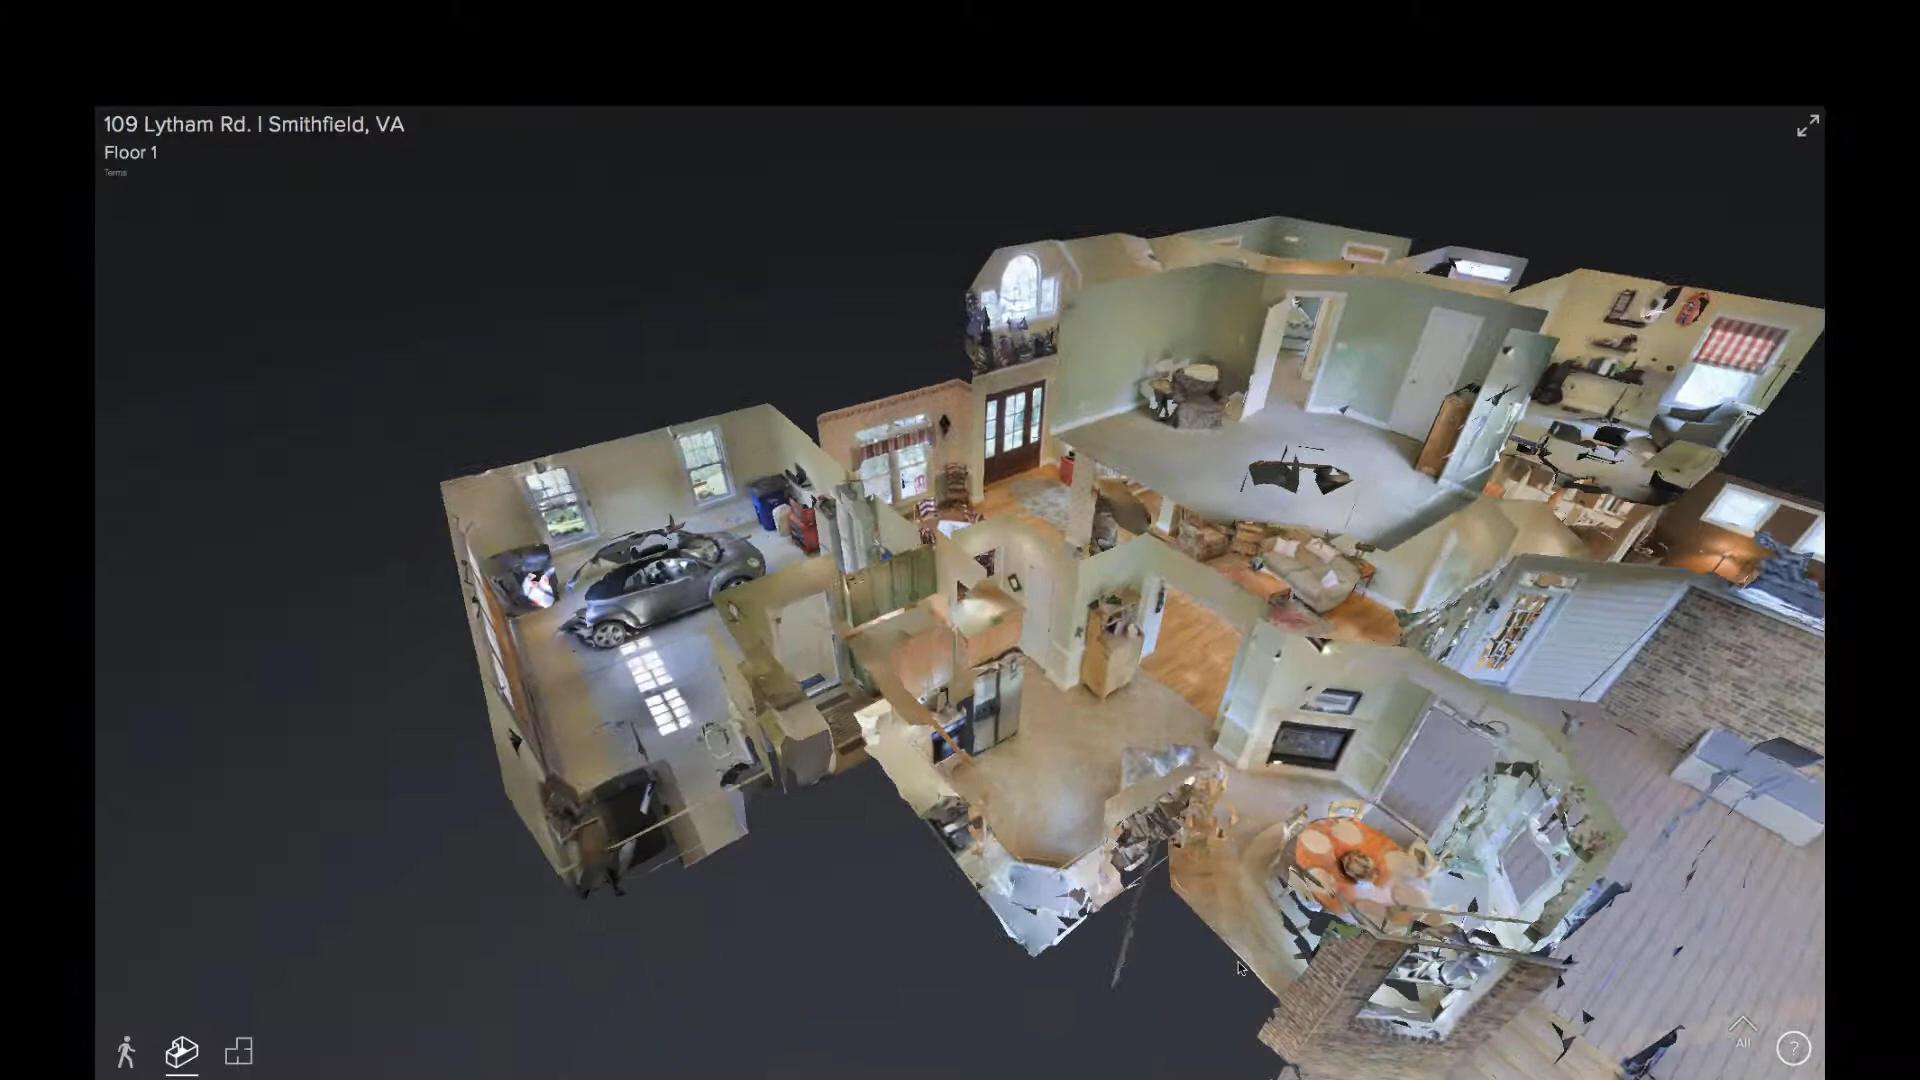 109 Lytham Rd. | Smithfield, VA
Floor 1
Terms
All
?